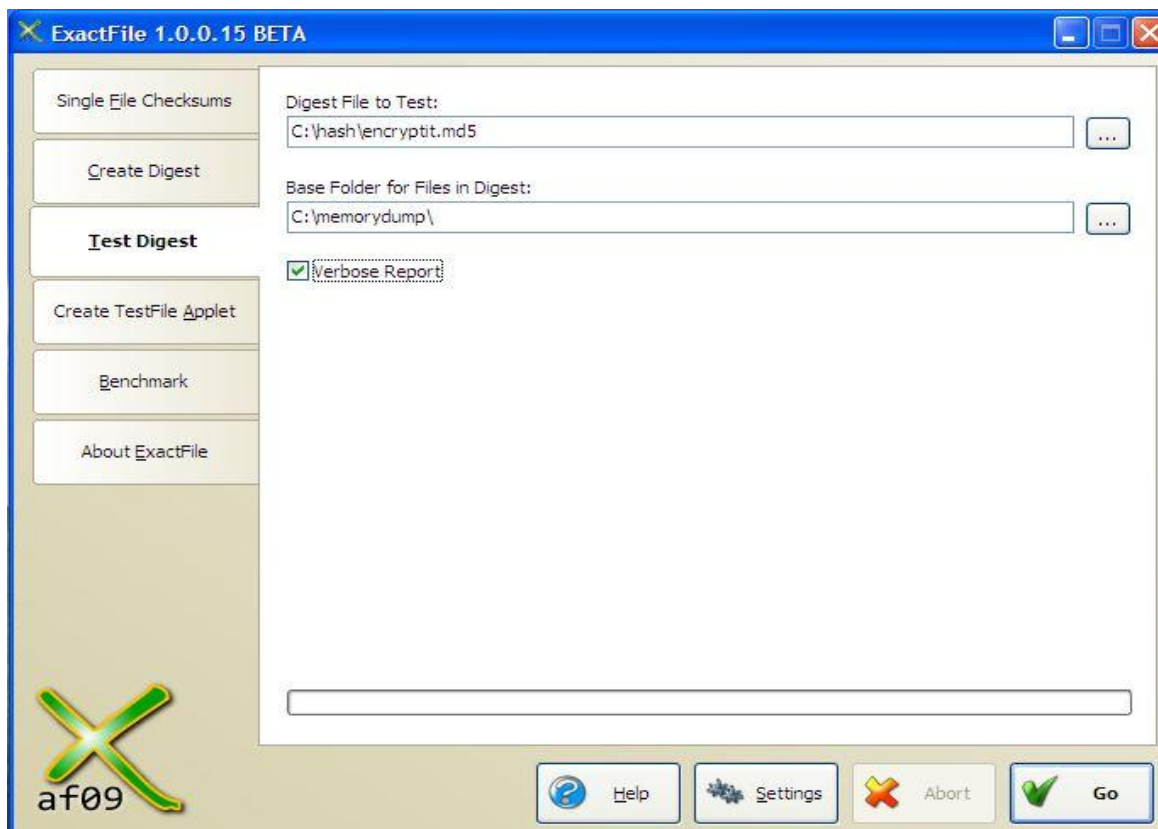 ExactFile 1.0.0.15 BETA
Single File Checksums
Create Digest
Test Digest
Create TestFile Applet
Benchmark
About ExactFile
Digest File to Test:
C:\hash\encryptit.md5
...
Base Folder for Files in Digest:
C:\memorydump\
...
Verbose Report
af09
Help
Settings
Abort
Go